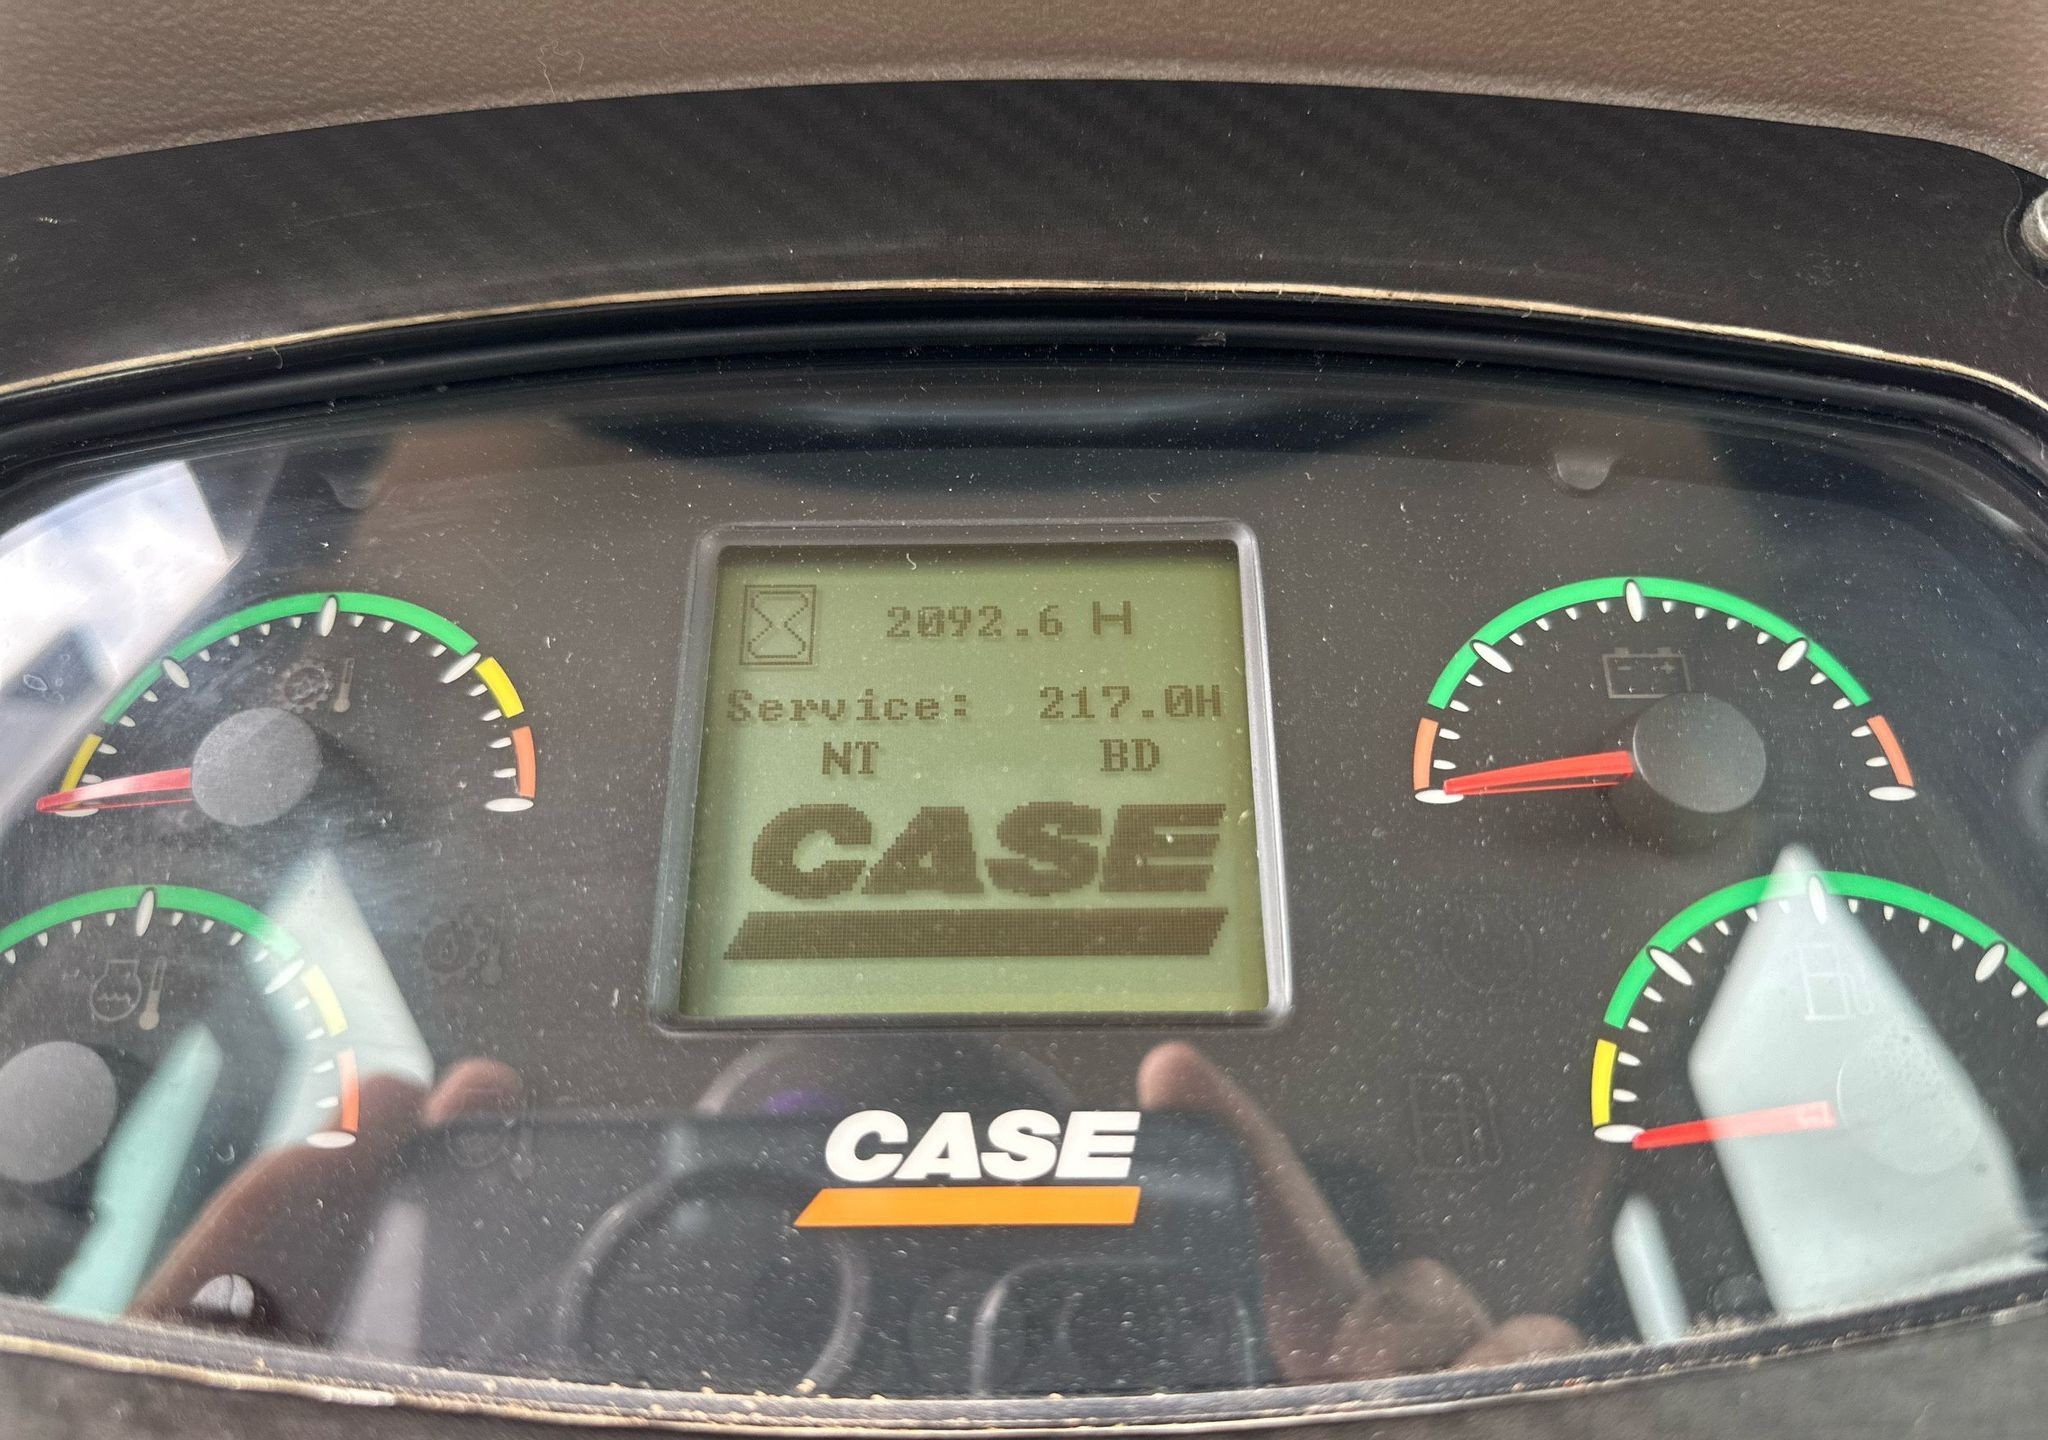 2092.6 H
Service: 217.0H
NT BD
CASE
CASE